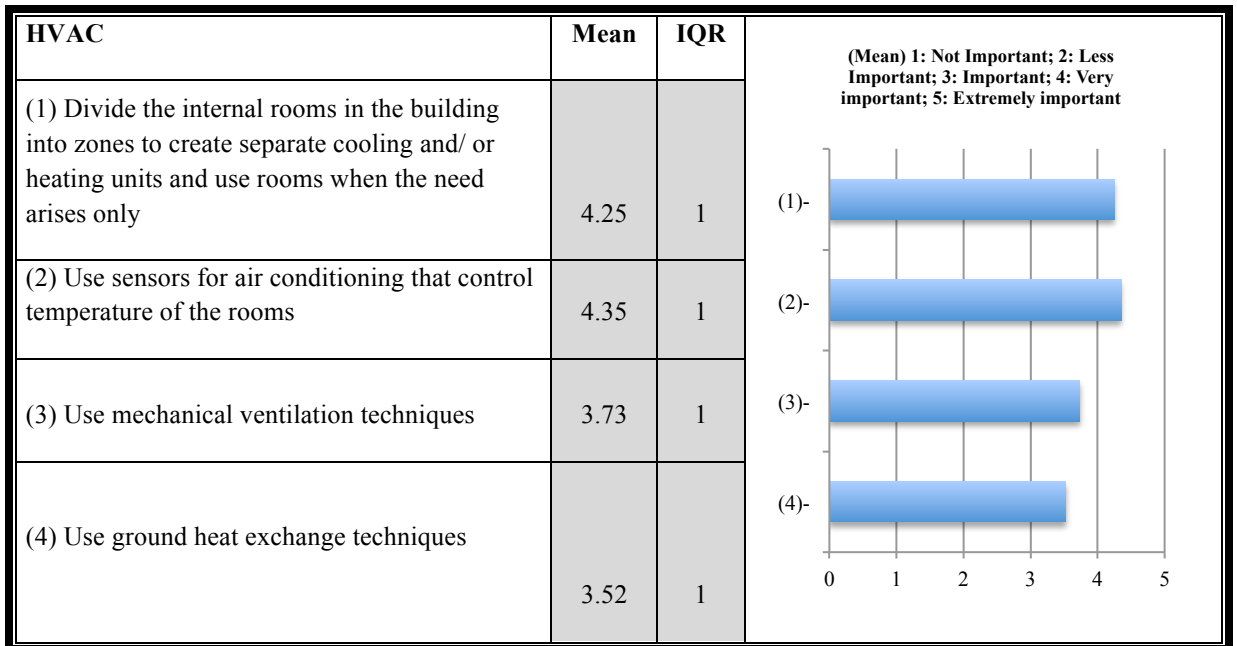 HVAC
Mean
IQR
(1) Divide the internal rooms in the building
into zones to create separate cooling and/ or
heating units and use rooms when the need
arises only
4.25
1
(2) Use sensors for air conditioning that control
temperature of the rooms
4.35
1
(3) Use mechanical ventilation techniques
3.73
1
(4) Use ground heat exchange techniques
3.52
1
(Mean) 1: Not Important; 2: Less
Important; 3: Important; 4: Very
important; 5: Extremely important
(1)-
(2)-
(3)-
(4)-
0 1 2 3 4 5